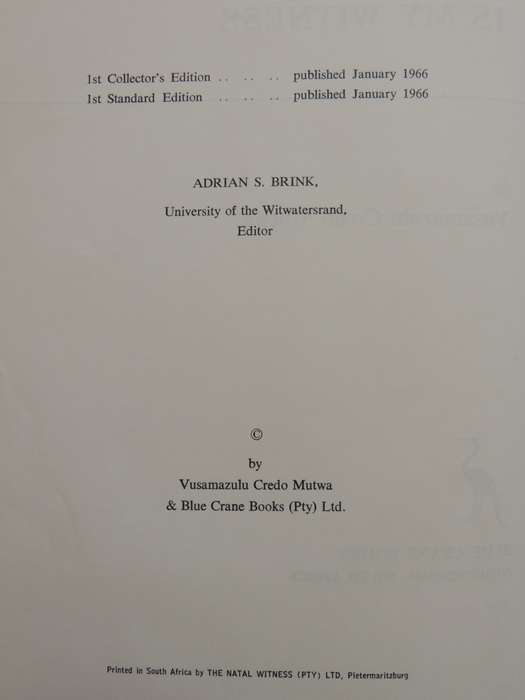 1st Collector's Edition .. .. .. published January 1966
1st Standard Edition .. .. .. published January 1966
ADRIAN S. BRINK,
University of the Witwatersrand,
Editor
©
by
Vusamazulu Credo Mutwa
& Blue Crane Books (Pty) Ltd.
Printed in South Africa by THE NATAL WITNESS (PTY) LTD, Pietermaritzburg